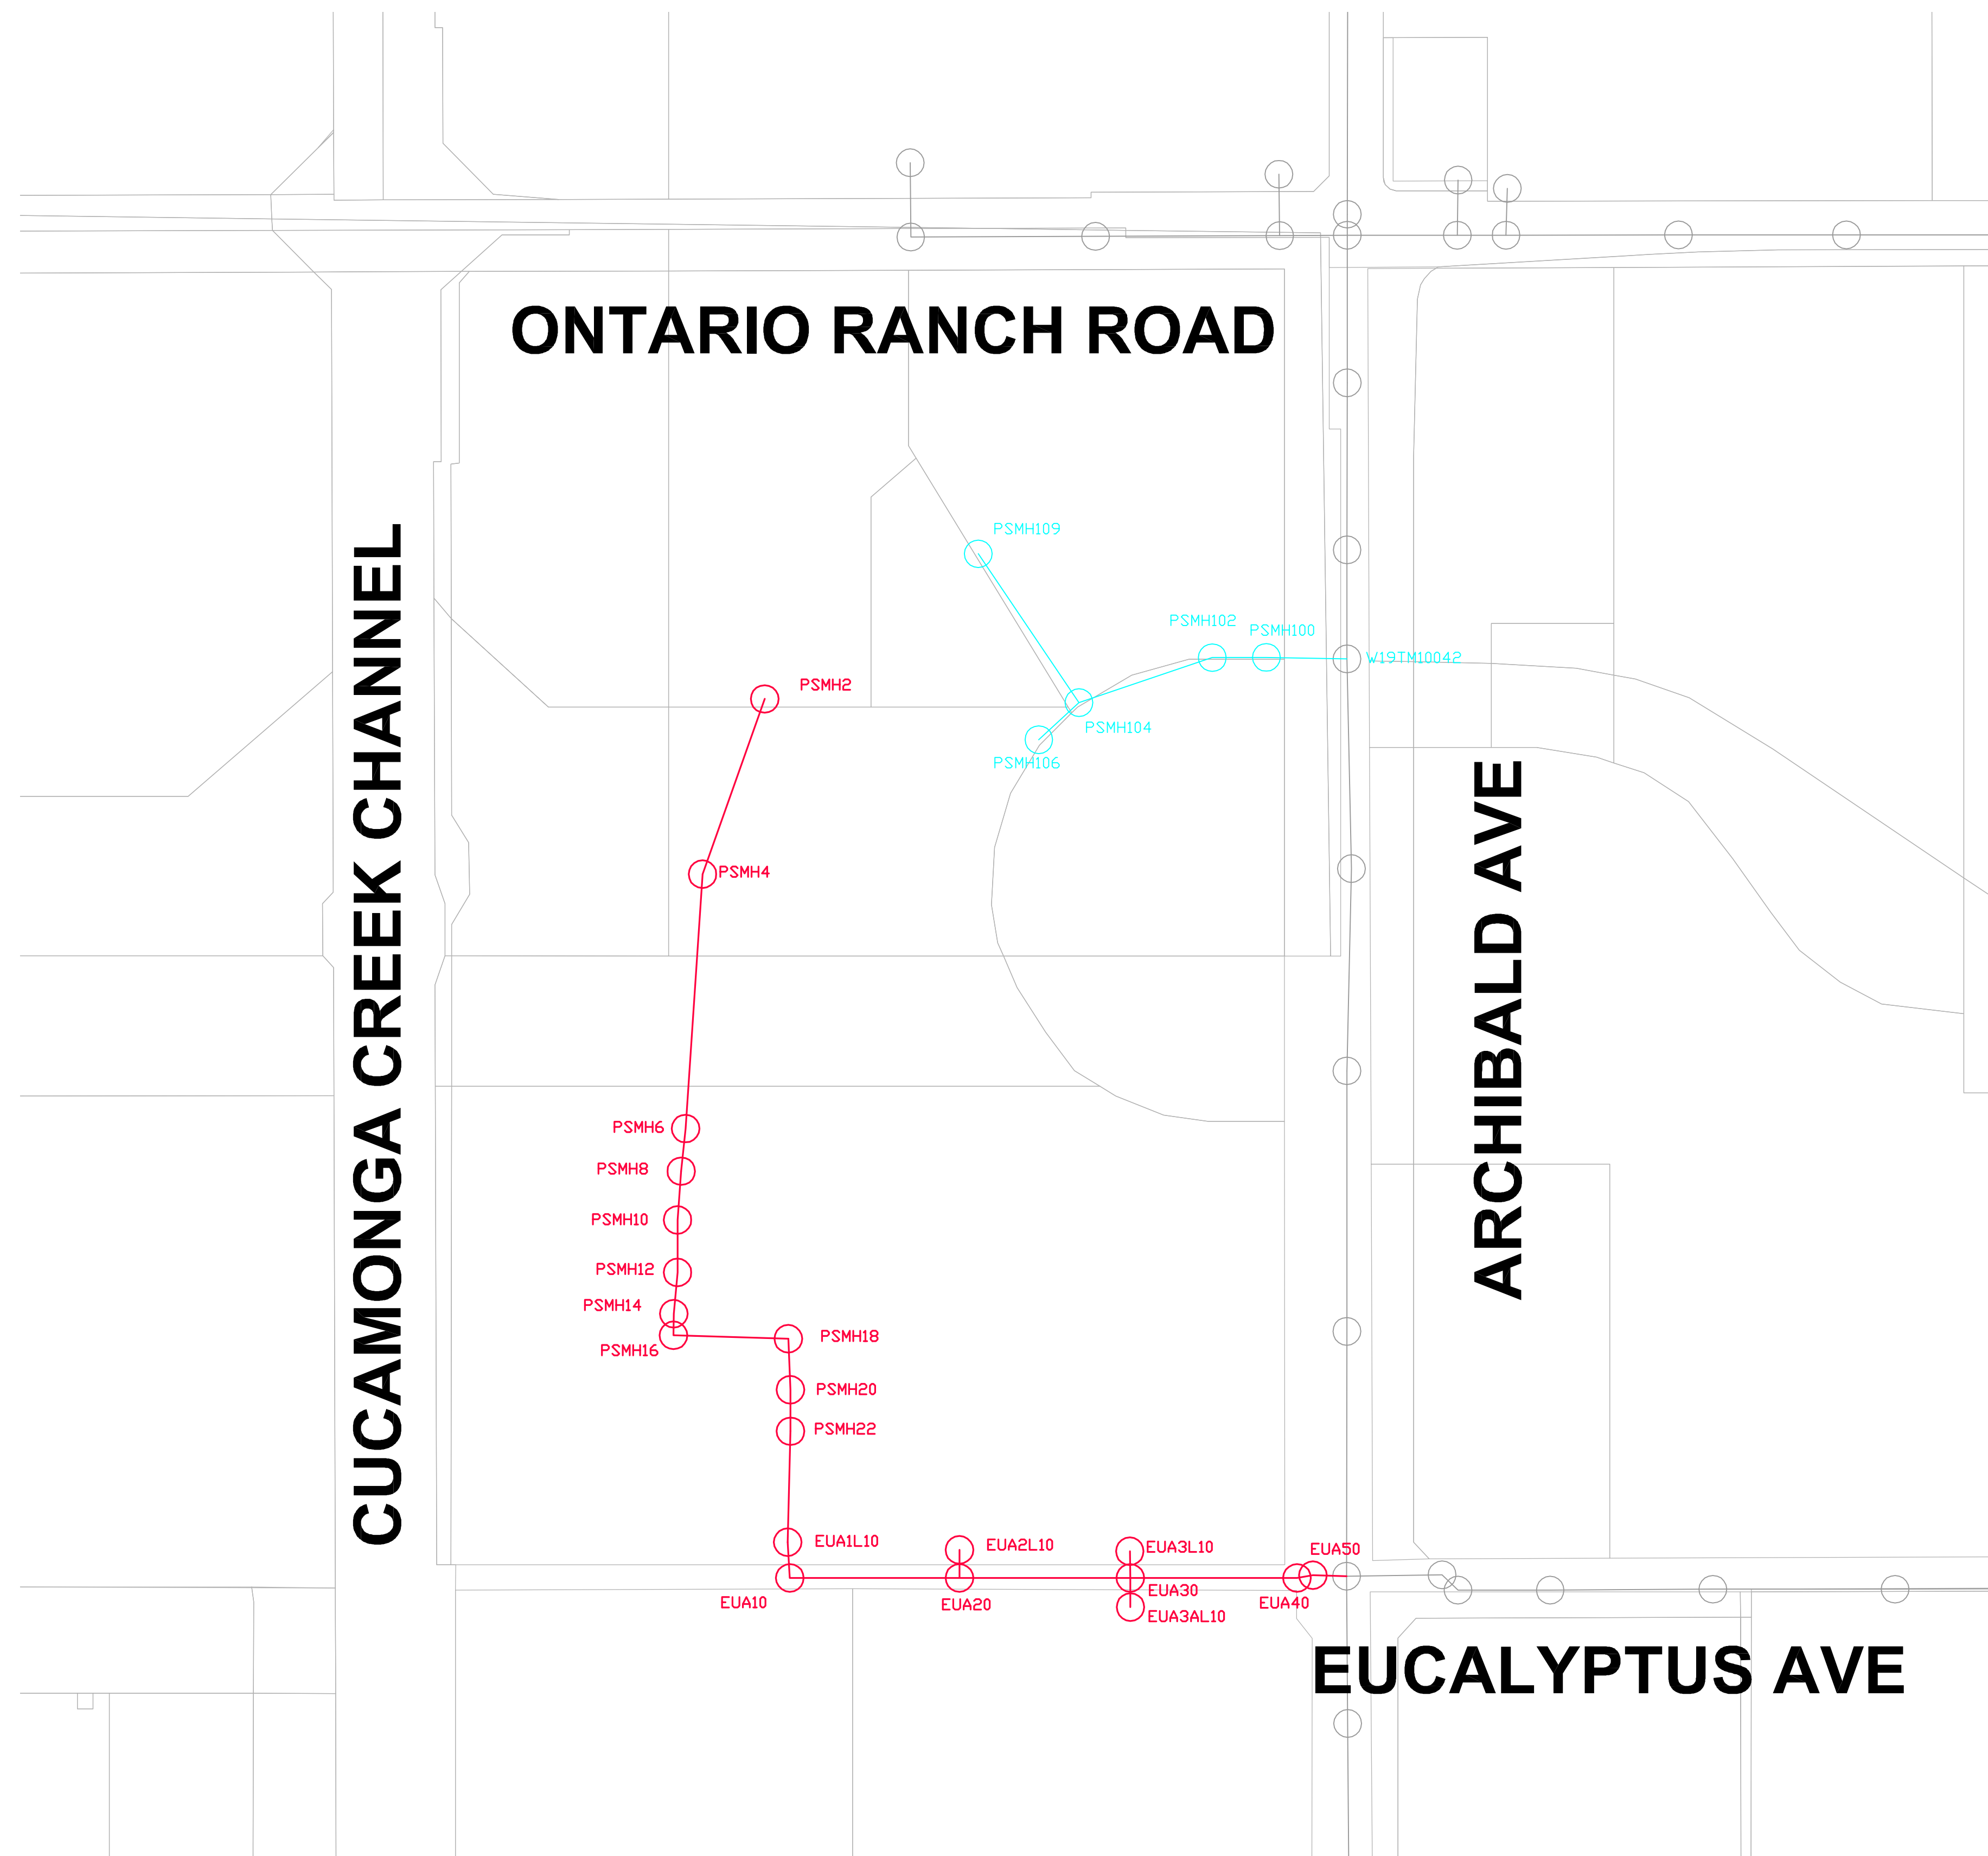 ONTARIO RANCH ROAD
PSMH109
PSMH102
PSMH100
W19TM10042
PSMH2
PSMH104
PSMH106
CUCAMONGA CREEK CHANNEL
ARCHIBALD AVE
PSMH4
PSMH6
PSMH8
PSMH10
PSMH12
PSMH14
PSMH16
PSMH18
PSMH20
PSMH22
EUA1L10
EUA2L10
EUA3L10
EUA50
EUA10
EUA20
EUA30
EUA40
EUA3AL10
EUCALYPTUS AVE